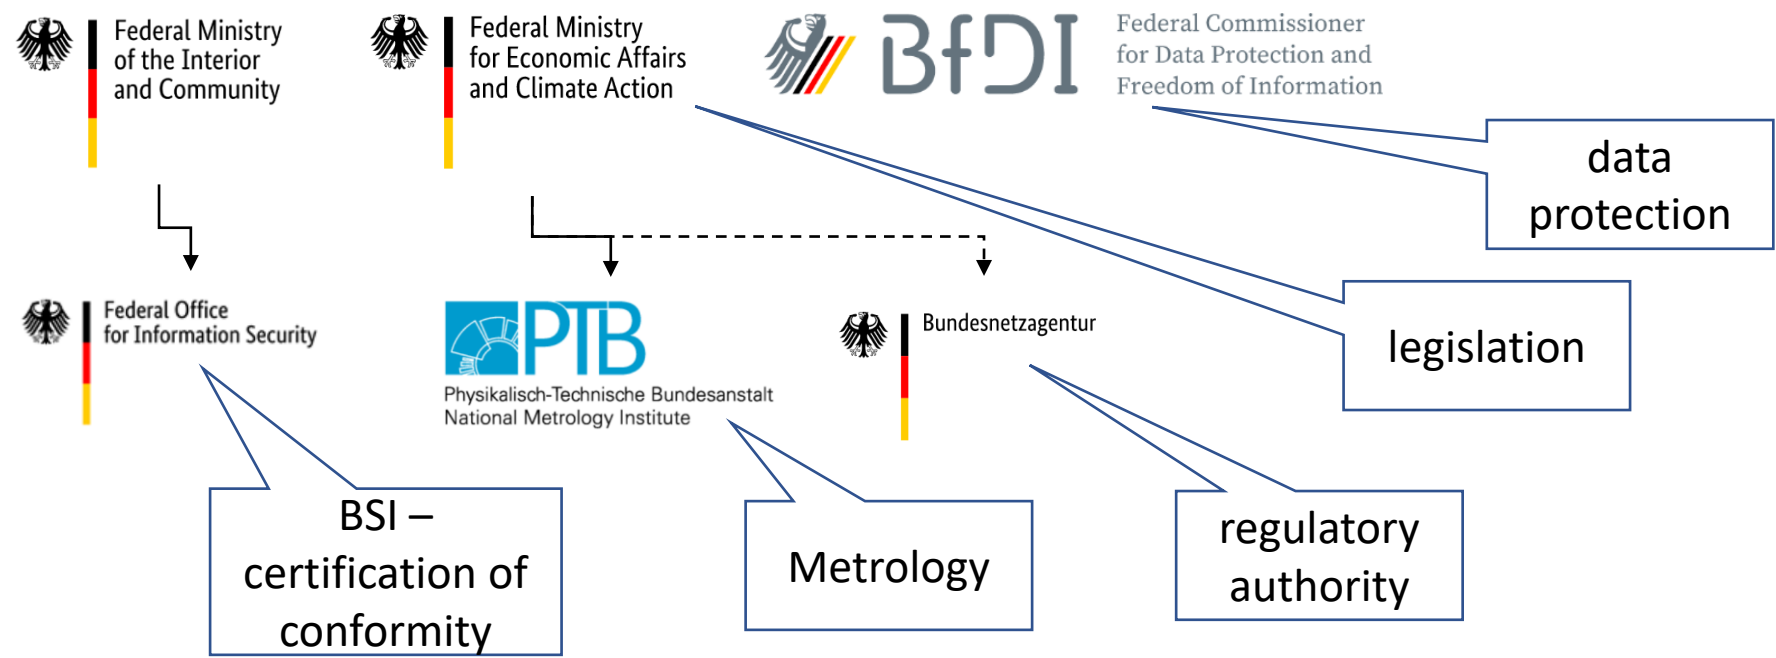 Federal Ministry
of the Interior
and Community
Federal Ministry
for Economic Affairs
and Climate Action
BfDI
Federal Commissioner
for Data Protection and
Freedom of Information
data
protection
legislation
Federal Office
for Information Security
PTB
Physikalisch-Technische Bundesanstalt
National Metrology Institute
Bundesnetzagentur
BSI –
certification of
conformity
Metrology
regulatory
authority